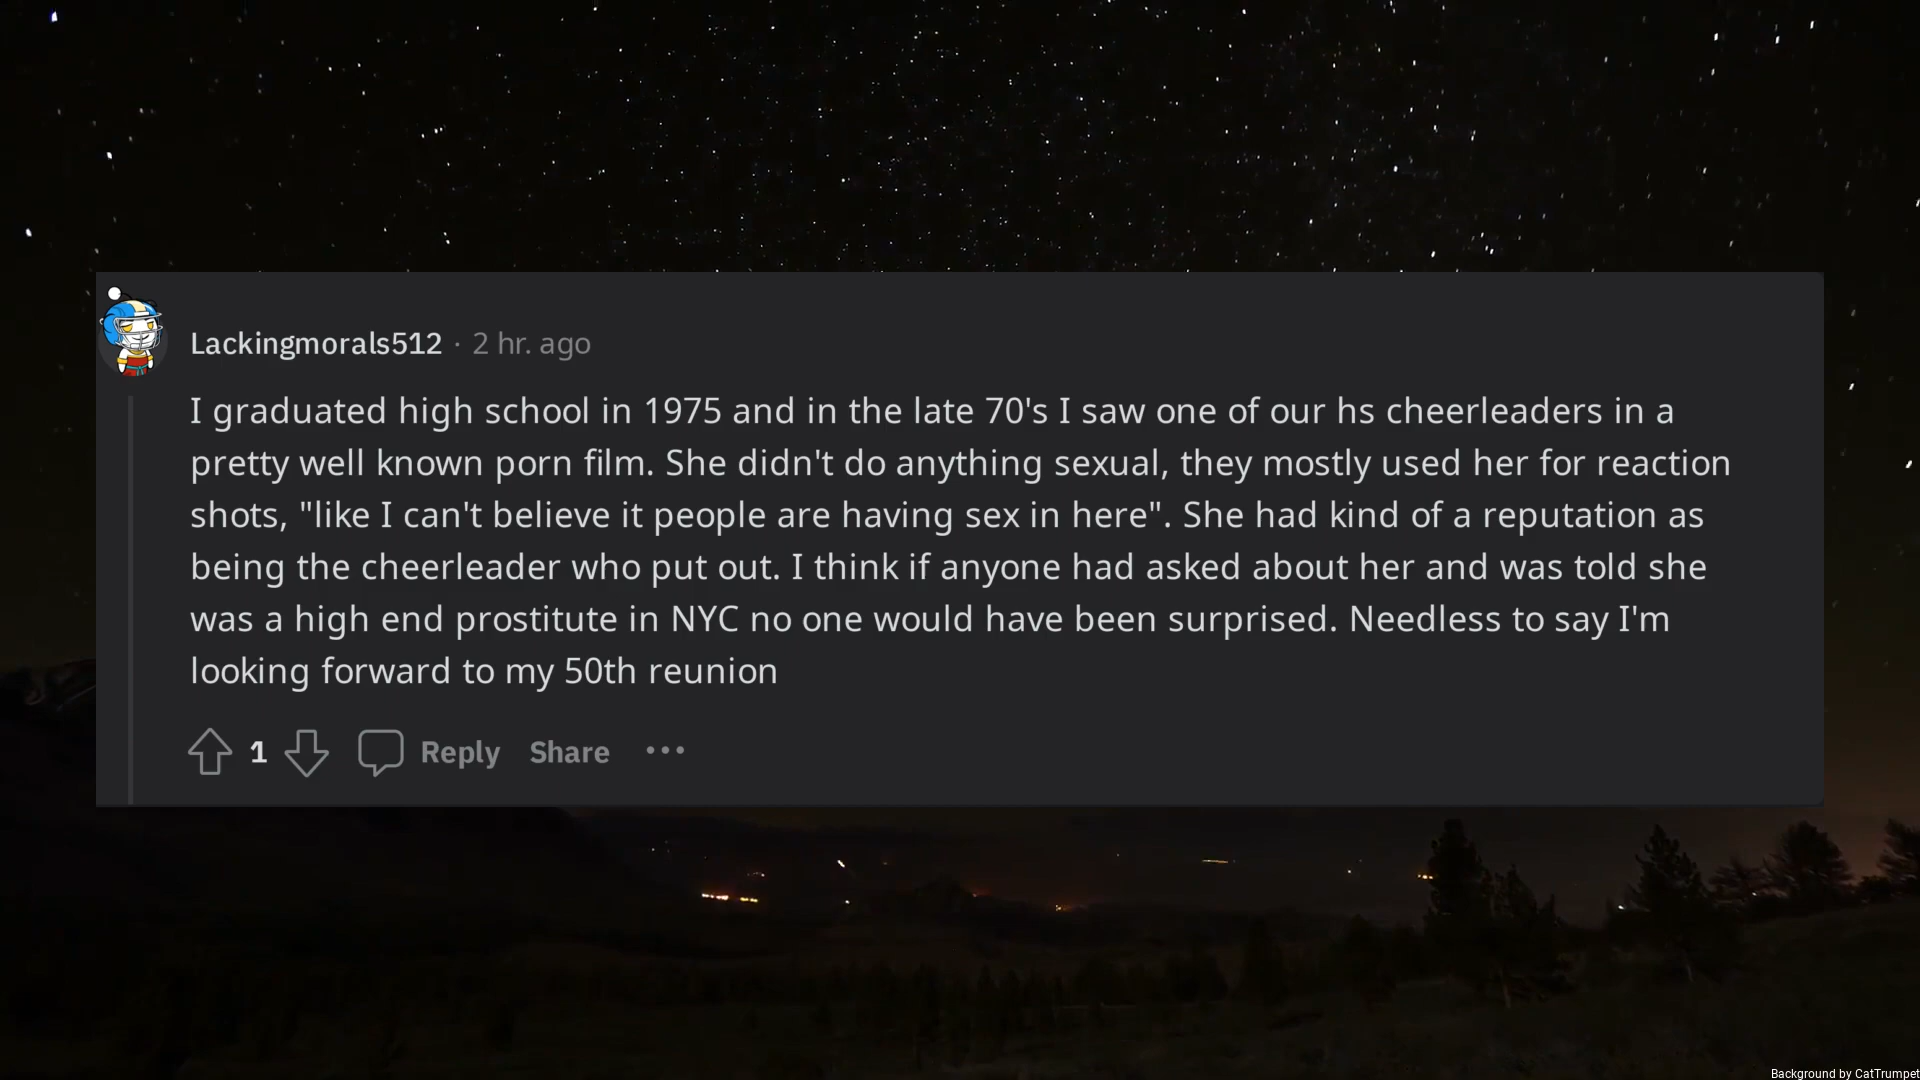 Lackingmorals512 · 2 hr. ago
I graduated high school in 1975 and in the late 70's I saw one of our hs cheerleaders in a
pretty well known porn film. She didn't do anything sexual, they mostly used her for reaction
shots, "like I can't believe it people are having sex in here". She had kind of a reputation as
being the cheerleader who put out. I think if anyone had asked about her and was told she
was a high end prostitute in NYC no one would have been surprised. Needless to say I'm
looking forward to my 50th reunion
1 Reply Share
Background by CatTrumpet